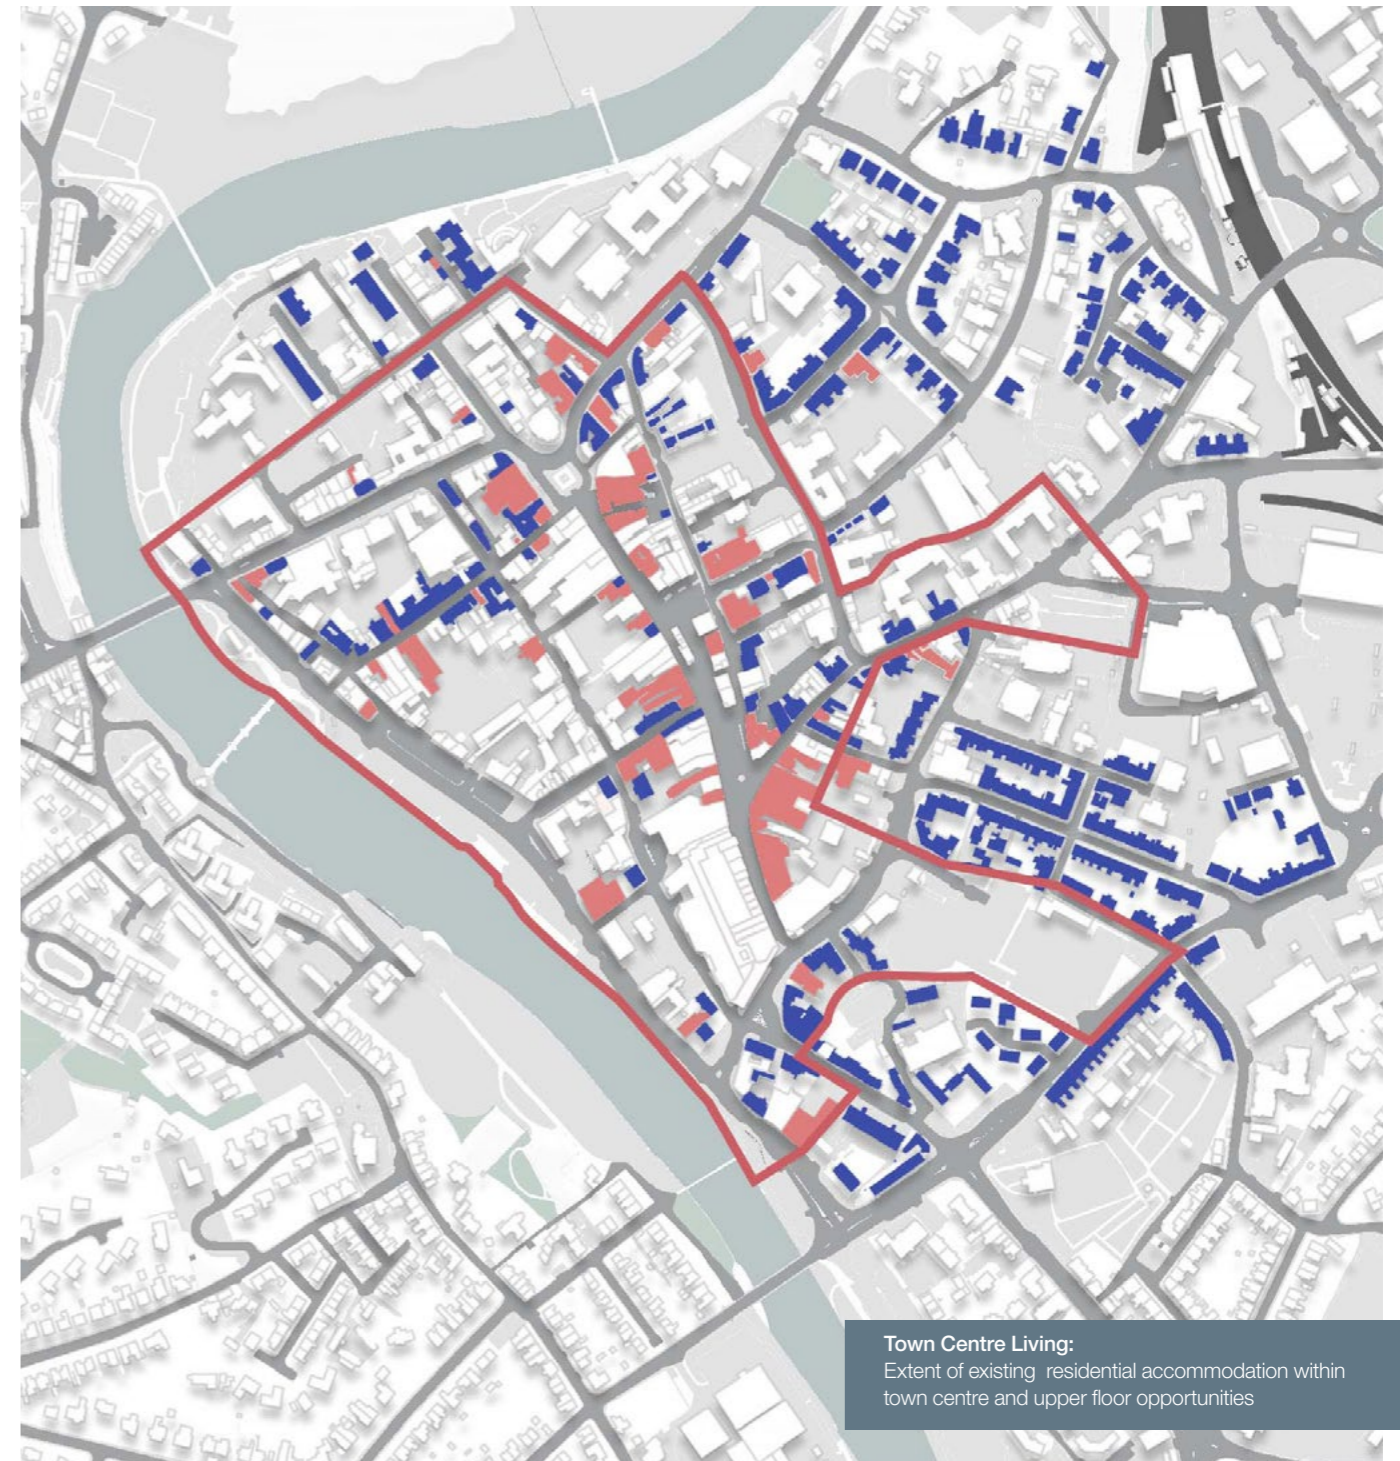 Town Centre Living:
Extent of existing residential accommodation within
town centre and upper floor opportunities